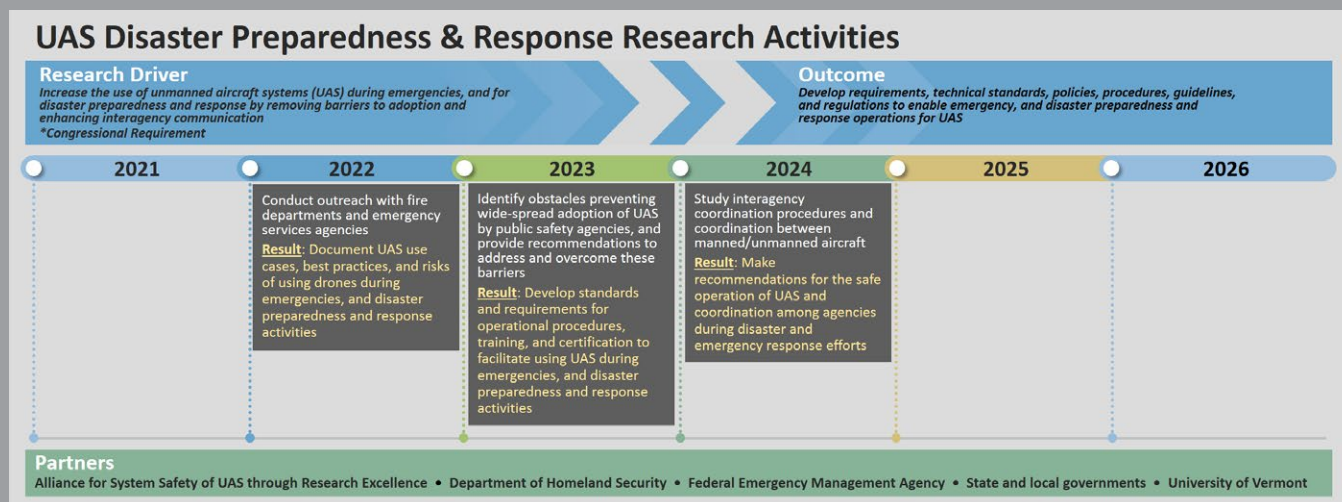 UAS Disaster Preparedness & Response Research Activities
Research Driver
Increase the use of unmanned aircraft systems (UAS) during emergencies, and for
disaster preparedness and response by removing barriers to adoption and
enhancing interagency communication
*Congressional Requirement
Outcome
Develop requirements, technical standards, policies, procedures, guidelines,
and regulations to enable emergency, and disaster preparedness and
response operations for UAS
2021
2022
2023
2024
2025
2026
Conduct outreach with fire
departments and emergency
services agencies
Result: Document UAS use
cases, best practices, and risks
of using drones during
emergencies, and disaster
preparedness and response
activities
Identify obstacles preventing
wide-spread adoption of UAS
by public safety agencies, and
provide recommendations to
address and overcome these
barriers
Result: Develop standards
and requirements for
operational procedures,
training, and certification to
facilitate using UAS during
emergencies, and disaster
preparedness and response
activities
Study interagency
coordination procedures and
coordination between
manned/unmanned aircraft
Result: Make
recommendations for the safe
operation of UAS and
coordination among agencies
during disaster and
emergency response efforts
Partners
Alliance for System Safety of UAS through Research Excellence • Department of Homeland Security • Federal Emergency Management Agency • State and local governments • University of Vermont